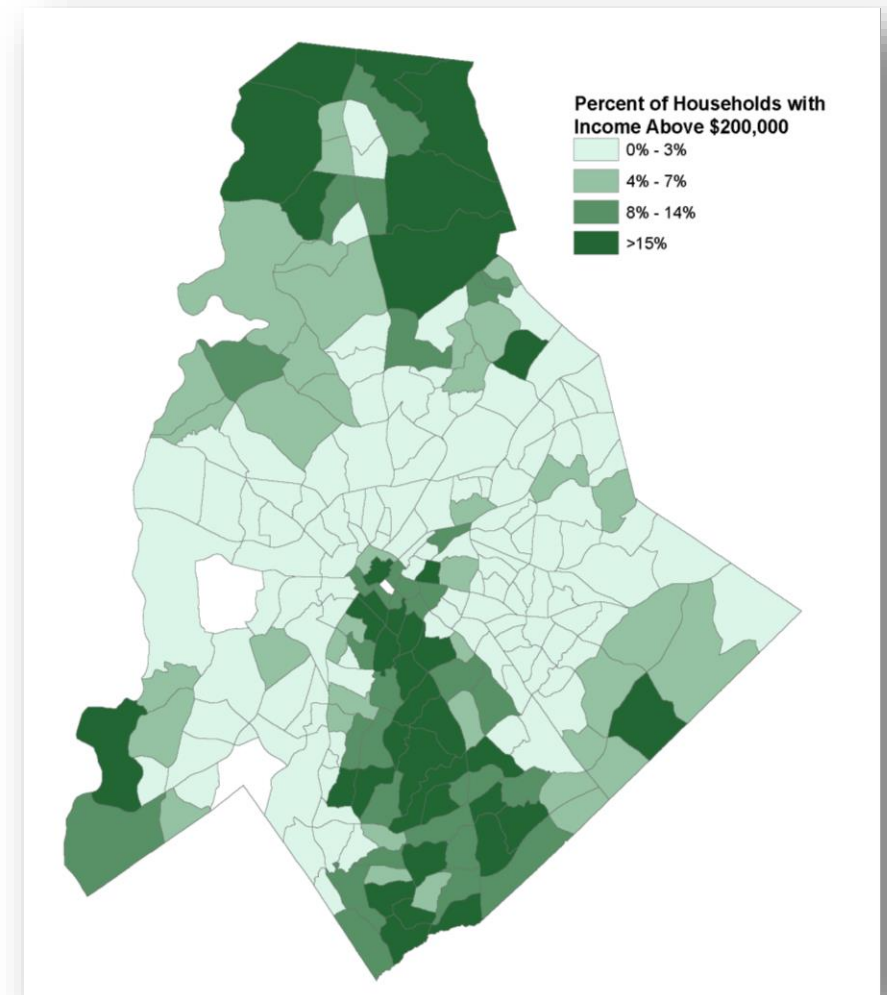 Percent of Households with
Income Above $200,000
0% - 3%
4% - 7%
8% - 14%
>15%